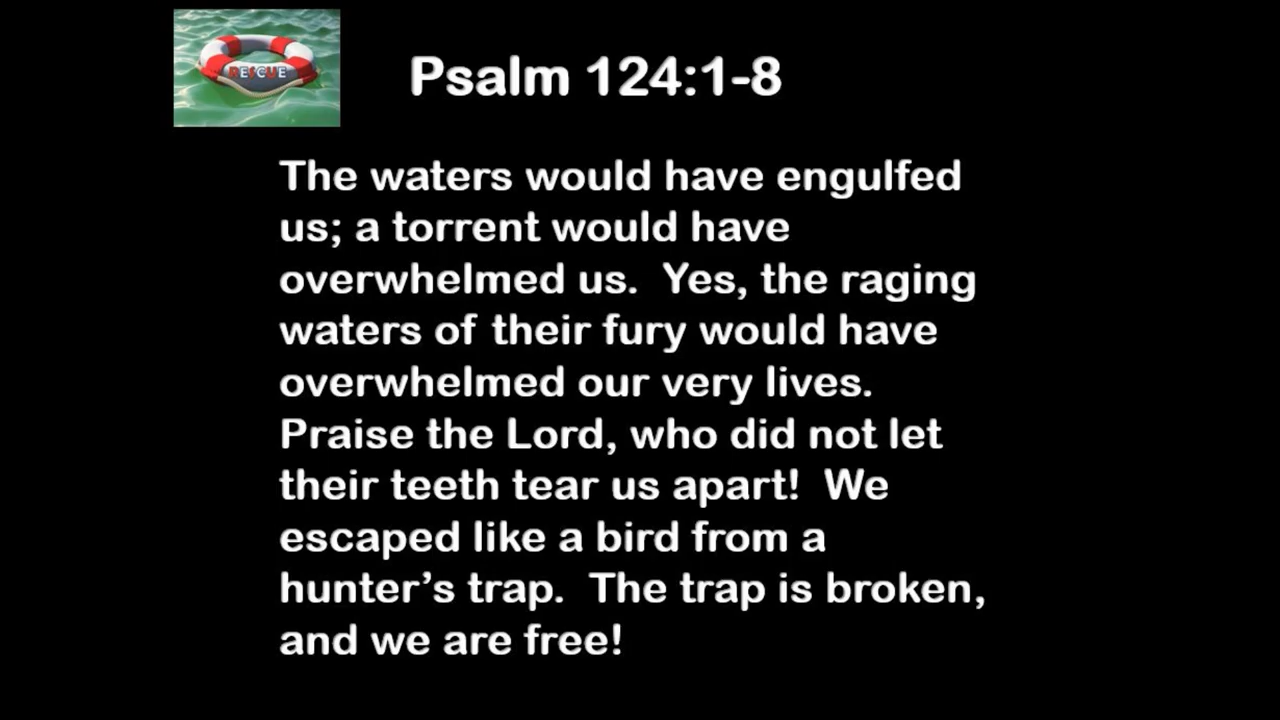 RESCUE
Psalm 124:1-8
The waters would have engulfed
us; a torrent would have
overwhelmed us.  Yes, the raging
waters of their fury would have
overwhelmed our very lives.
Praise the Lord, who did not let
their teeth tear us apart!  We
escaped like a bird from a
hunter’s trap.  The trap is broken,
and we are free!